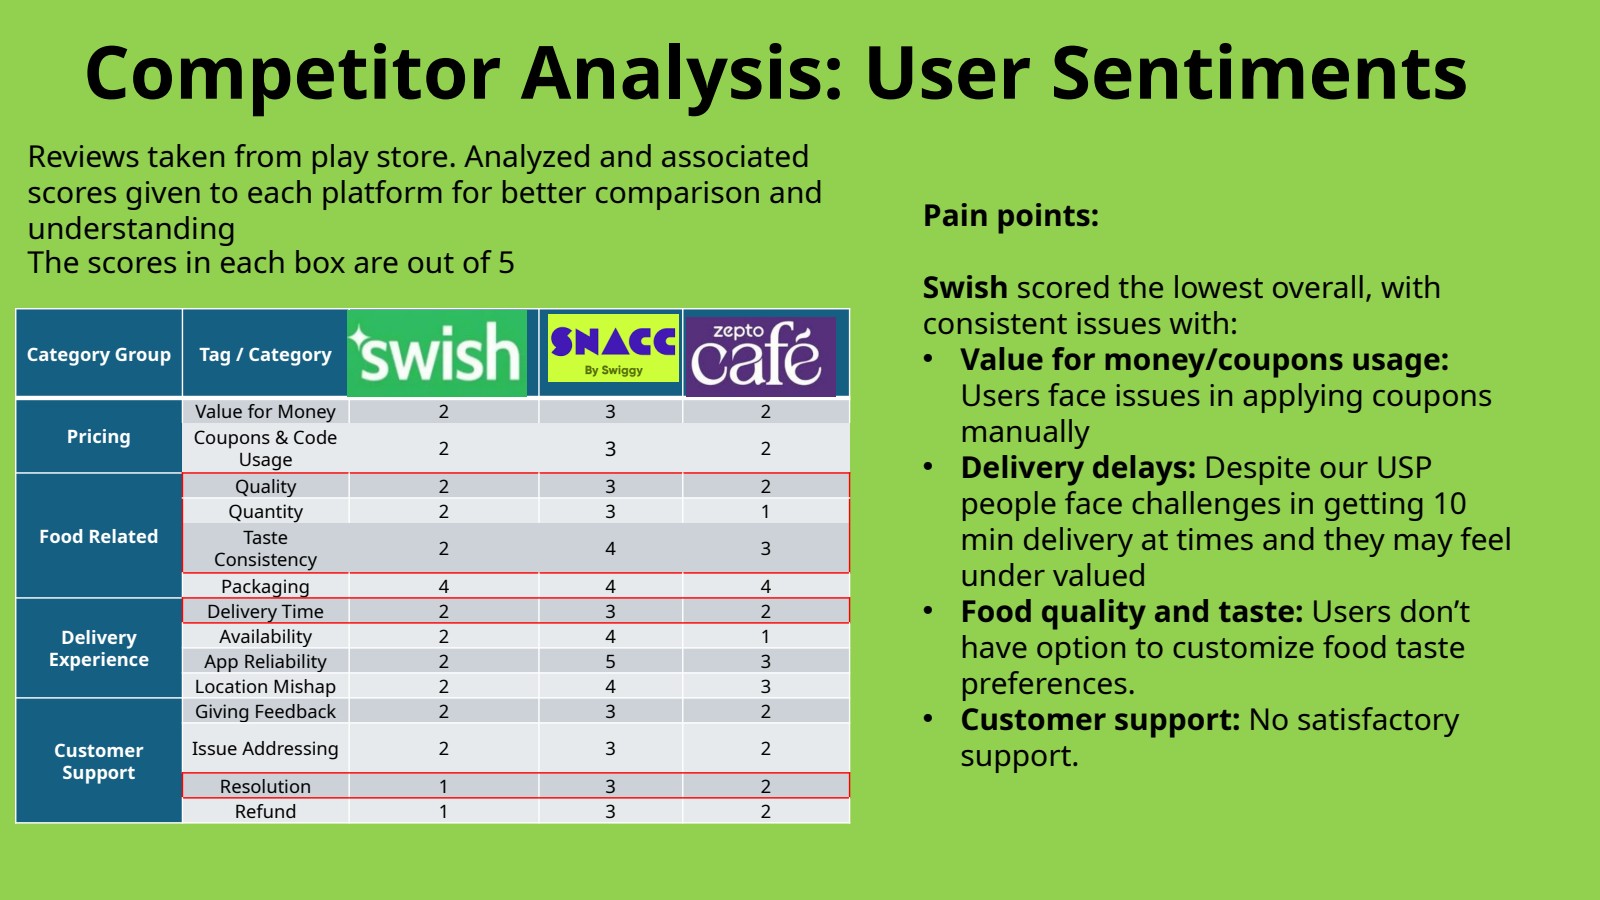 Competitor Analysis: User Sentiments
Reviews taken from play store. Analyzed and associated
scores given to each platform for better comparison and
understanding
The scores in each box are out of 5
Category Group Tag / Category swish SNACC By Swiggy zepto café
Pricing
Value for Money 2 3 2
Coupons & Code
Usage 2 3 2
Food Related
Quality 2 3 2
Quantity 2 3 1
Taste
Consistency 2 4 3
Packaging 4 4 4
Delivery
Experience
Delivery Time 2 3 2
Availability 2 4 1
App Reliability 2 5 3
Location Mishap 2 4 3
Customer
Support
Giving Feedback 2 3 2
Issue Addressing 2 3 2
Resolution 1 3 2
Refund 1 3 2
Pain points:
Swish scored the lowest overall, with
consistent issues with:
• Value for money/coupons usage:
Users face issues in applying coupons
manually
• Delivery delays: Despite our USP
people face challenges in getting 10
min delivery at times and they may feel
under valued
• Food quality and taste: Users don’t
have option to customize food taste
preferences.
• Customer support: No satisfactory
support.